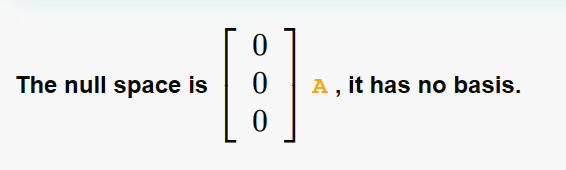 The null space is [ 0 0 0 ] A , it has no basis.